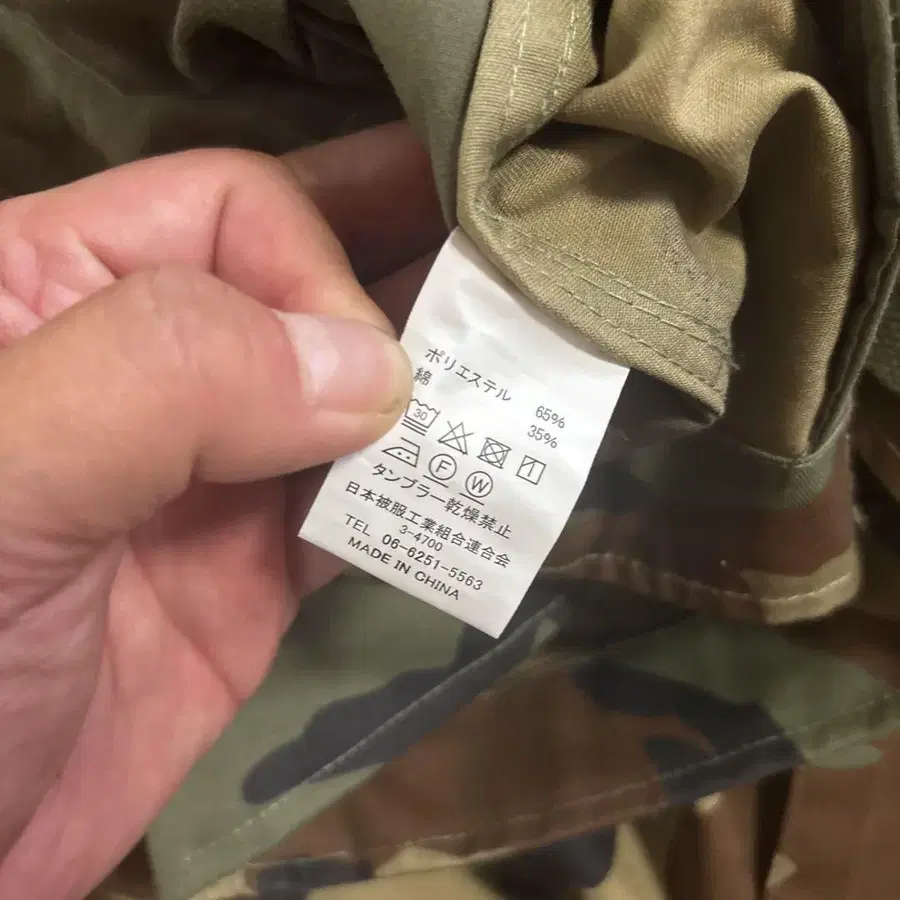 ポリエステル 65%
綿 35%
30
F W
タンブラー乾燥禁止
日本被服工業組合連合会
3-4700
TEL 06-6251-5563
MADE IN CHINA